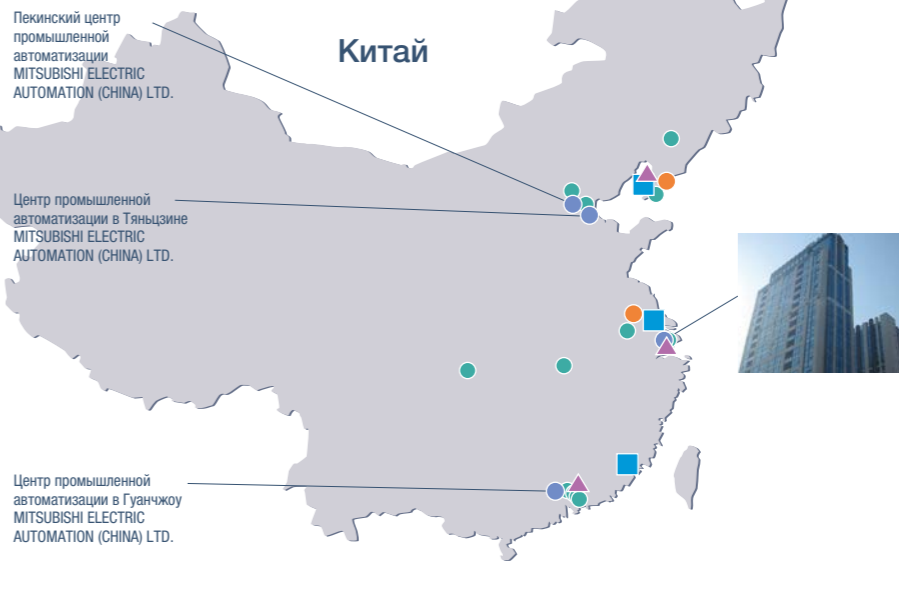 Пекинский центр
промышленной
автоматизации
MITSUBISHI ELECTRIC
AUTOMATION (CHINA) LTD.
Китай
Центр промышленной
автоматизации в Тяньцзине
MITSUBISHI ELECTRIC
AUTOMATION (CHINA) LTD.
Центр промышленной
автоматизации в Гуанчжоу
MITSUBISHI ELECTRIC
AUTOMATION (CHINA) LTD.